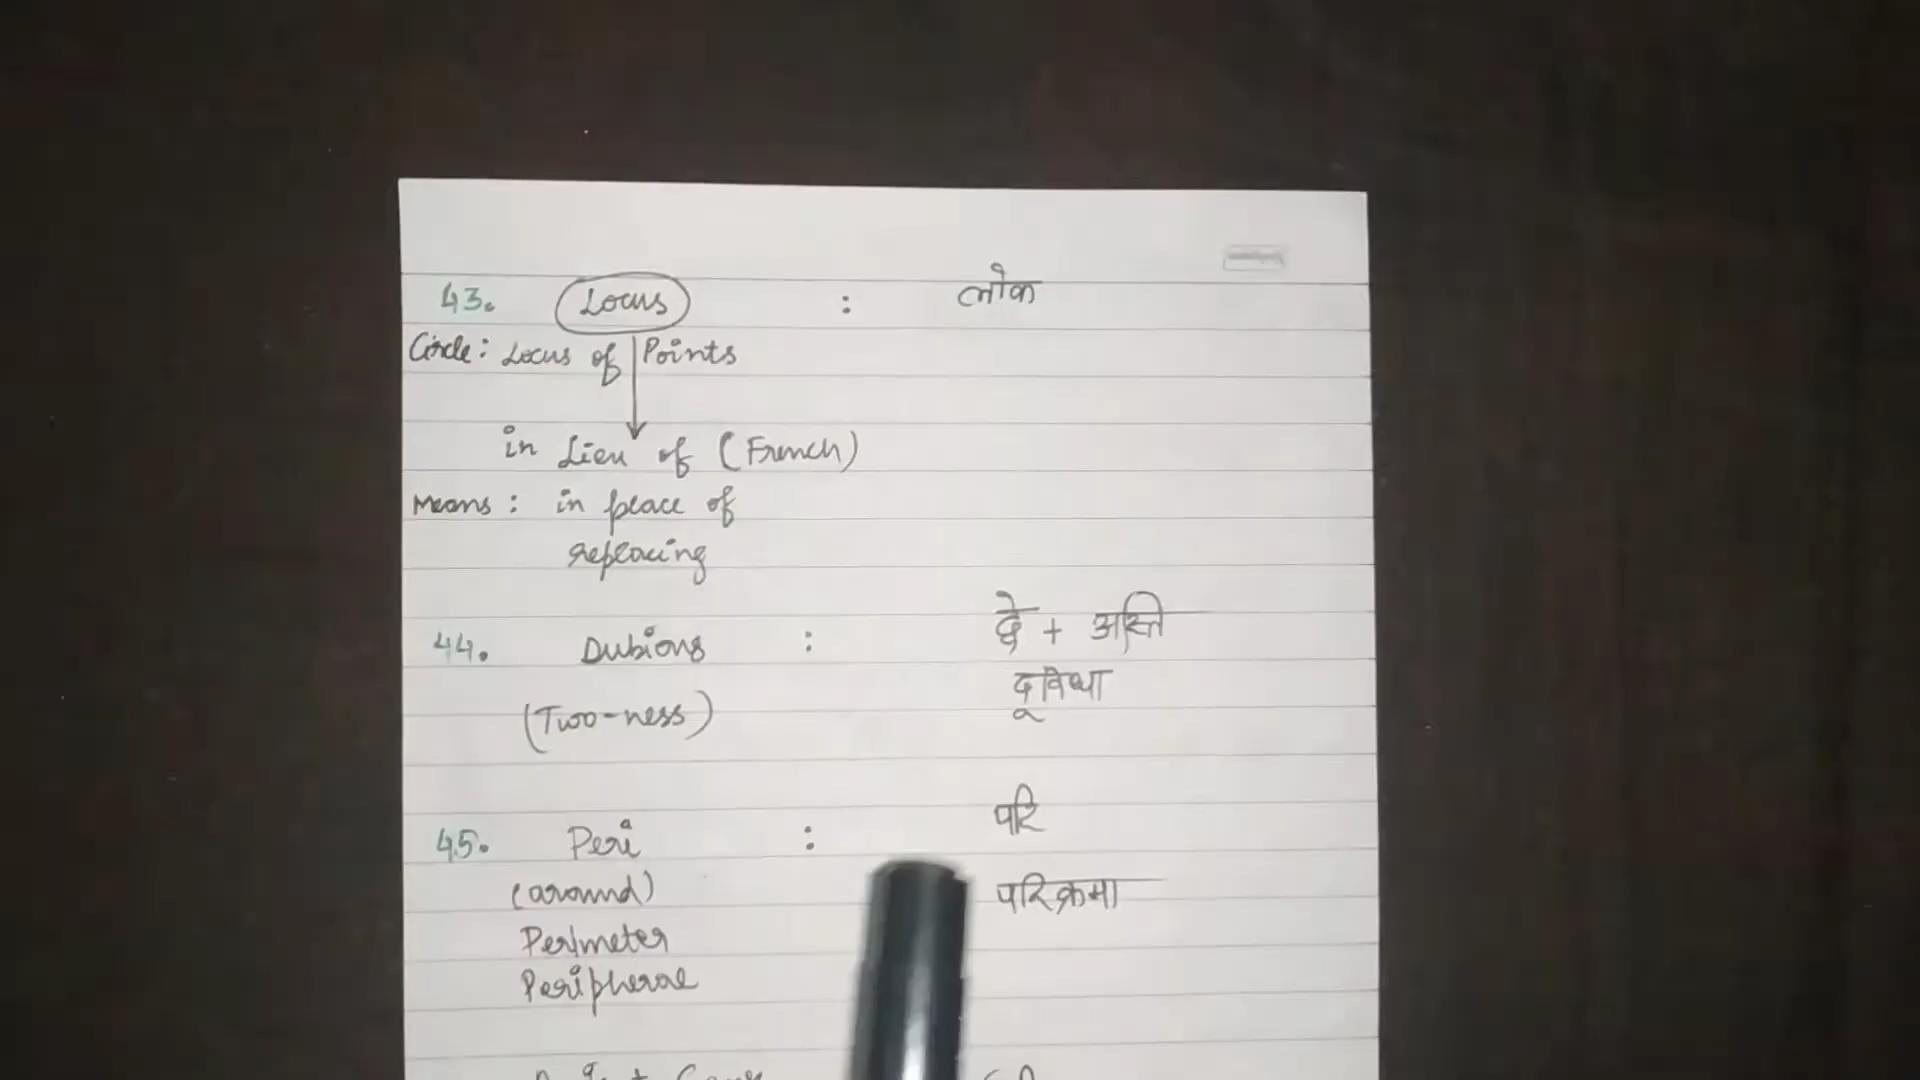 43. Locus : लोक
Circle: Locus of Points
in Lieu of (French)
Means: in place of
replacing
44. Dubious : द्वे + अस्ति
(Two-ness) दूविधा
45. Peri : परि
(around) परिक्रमा
Perimeter
Peripheral